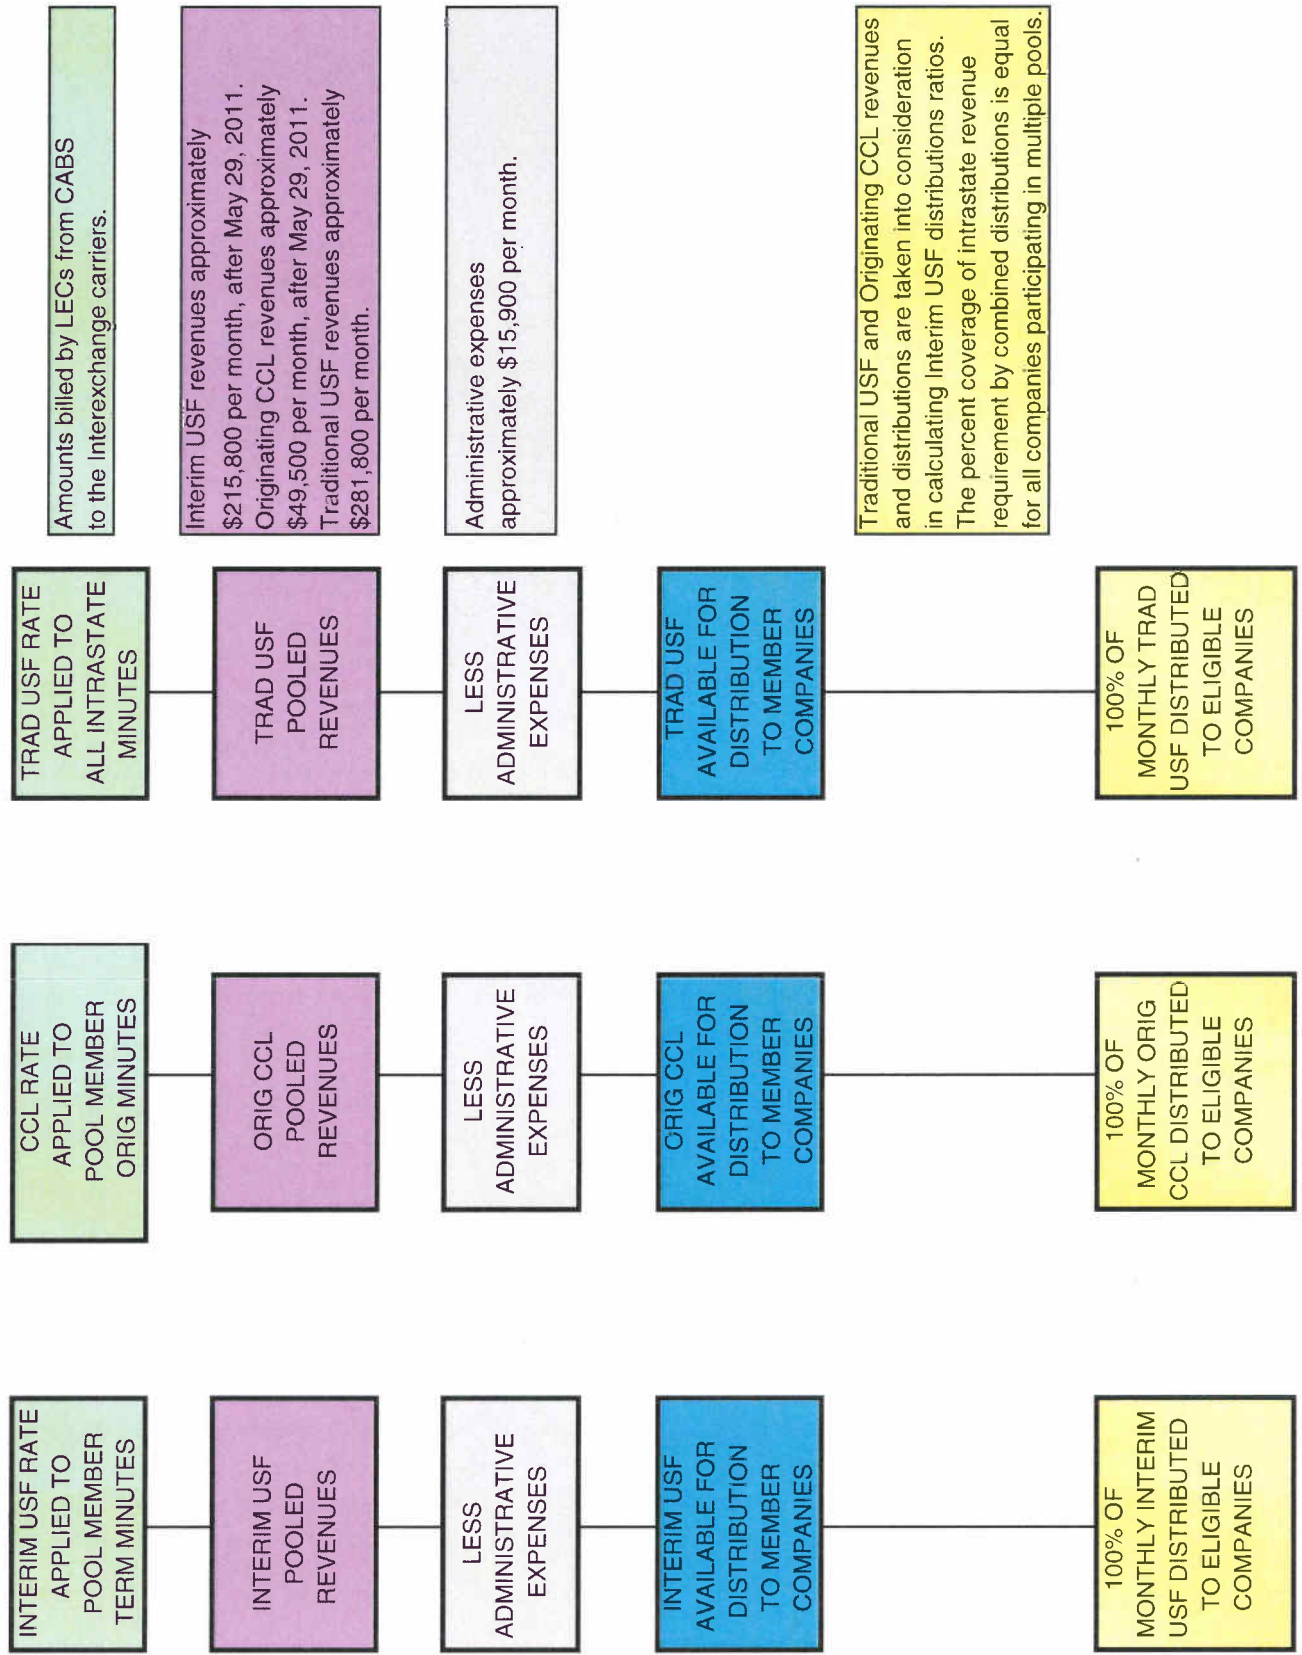 INTERIM USF RATE
APPLIED TO
POOL MEMBER
TERM MINUTES
INTERIM USF
POOLED
REVENUES
LESS
ADMINISTRATIVE
EXPENSES
INTERIM USF
AVAILABLE FOR
DISTRIBUTION
TO MEMBER
COMPANIES
100% OF
MONTHLY INTERIM
USF DISTRIBUTED
TO ELIGIBLE
COMPANIES
CCL RATE
APPLIED TO
POOL MEMBER
ORIG MINUTES
ORIG CCL
POOLED
REVENUES
LESS
ADMINISTRATIVE
EXPENSES
CRIG CCL
AVAILABLE FOR
DISTRIBUTION
TO MEMBER
COMPANIES
100% OF
MONTHLY ORIG
CCL DISTRIBUTED
TO ELIGIBLE
COMPANIES
TRAD USF RATE
APPLIED TO
ALL INTRASTATE
MINUTES
TRAD USF
POOLED
REVENUES
LESS
ADMINISTRATIVE
EXPENSES
TRAD USF
AVAILABLE FOR
DISTRIBUTION
TO MEMBER
COMPANIES
100% OF
MONTHLY TRAD
USF DISTRIBUTED
TO ELIGIBLE
COMPANIES
Amounts billed by LECs from CABS
to the Interexchange carriers.
Interim USF revenues approximately
$215,800 per month, after May 29, 2011.
Originating CCL revenues approximately
$49,500 per month, after May 29, 2011.
Traditional USF revenues approximately
$281,800 per month.
Administrative expenses
approximately $15,900 per month.
Traditional USF and Originating CCL revenues
and distributions are taken into consideration
in calculating Interim USF distributions ratios.
The percent coverage of intrastate revenue
requirement by combined distributions is equal
for all companies participating in multiple pools.